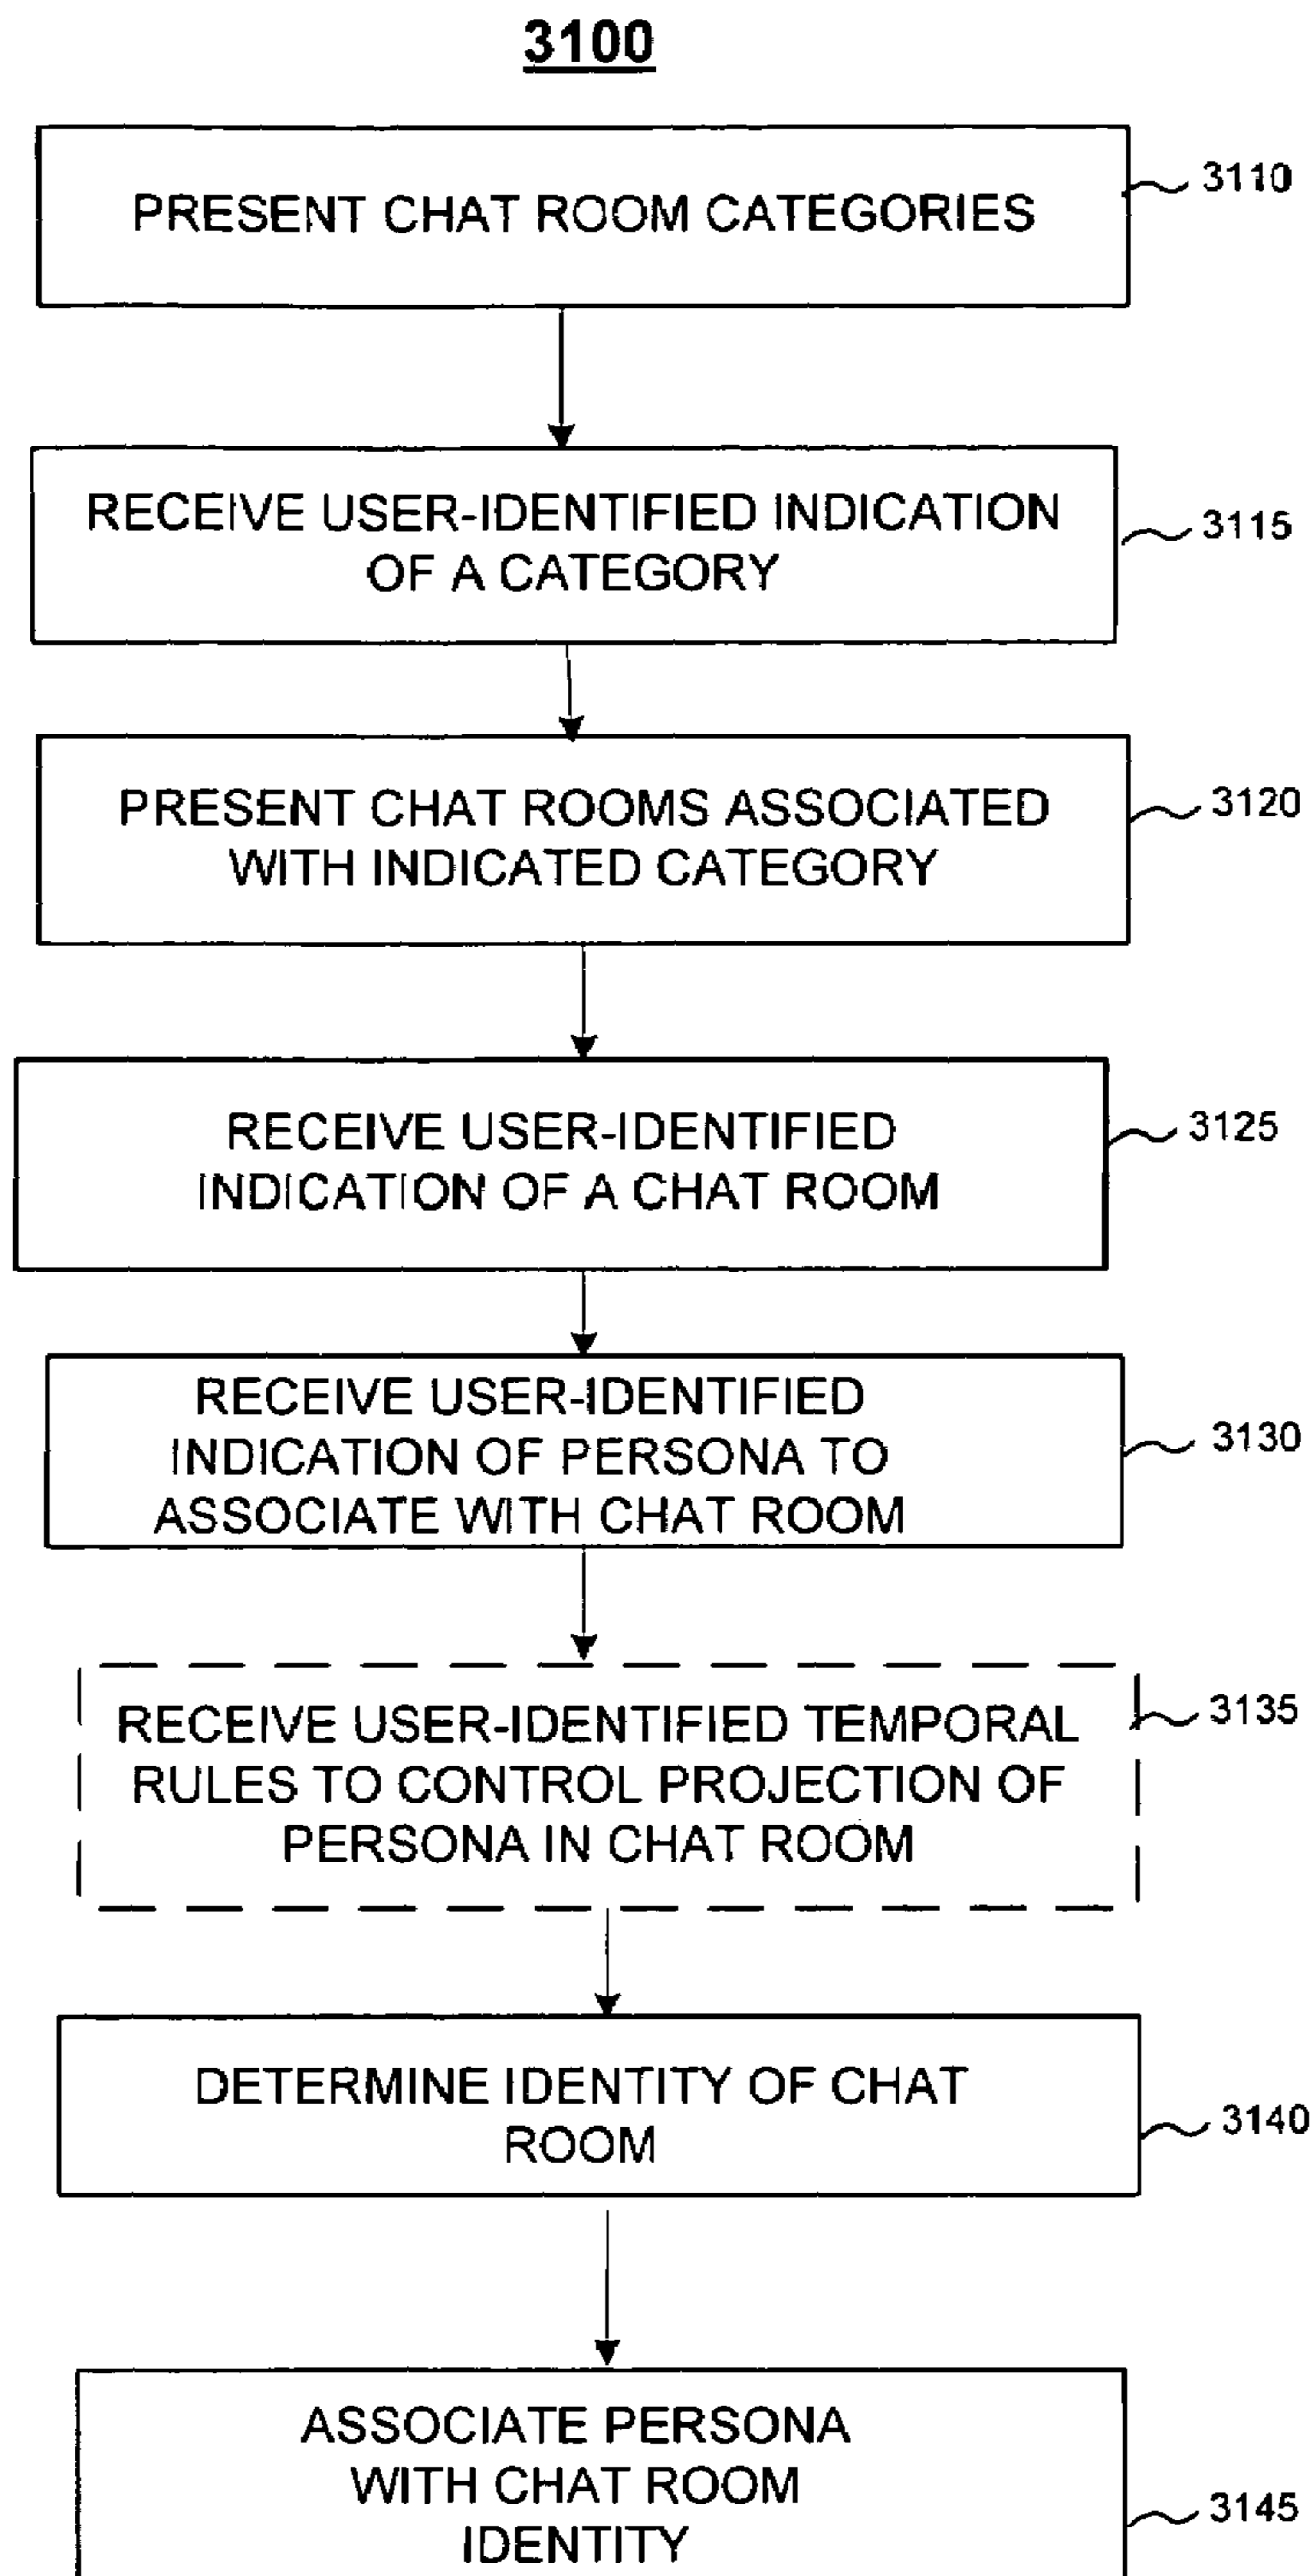 3100
PRESENT CHAT ROOM CATEGORIES
3110
RECEIVE USER-IDENTIFIED INDICATION
OF A CATEGORY
3115
PRESENT CHAT ROOMS ASSOCIATED
WITH INDICATED CATEGORY
3120
RECEIVE USER-IDENTIFIED
INDICATION OF A CHAT ROOM
3125
RECEIVE USER-IDENTIFIED
INDICATION OF PERSONA TO
ASSOCIATE WITH CHAT ROOM
3130
RECEIVE USER-IDENTIFIED TEMPORAL
RULES TO CONTROL PROJECTION OF
PERSONA IN CHAT ROOM
3135
DETERMINE IDENTITY OF CHAT
ROOM
3140
ASSOCIATE PERSONA
WITH CHAT ROOM
IDENTITY
3145